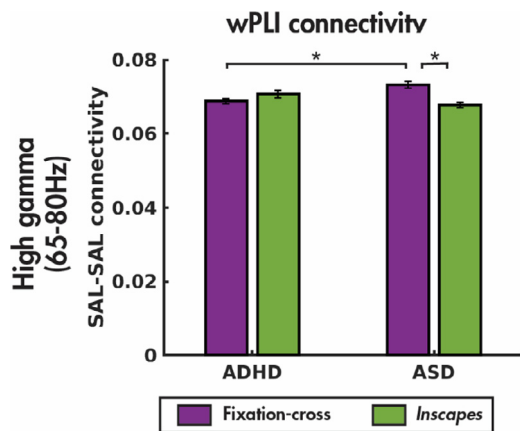 wPLI connectivity
High gamma
(65-80Hz)
SAL-SAL connectivity
0.08
0.06
0.04
0.02
0
*
*
ADHD
ASD
Fixation-cross
Inscapes